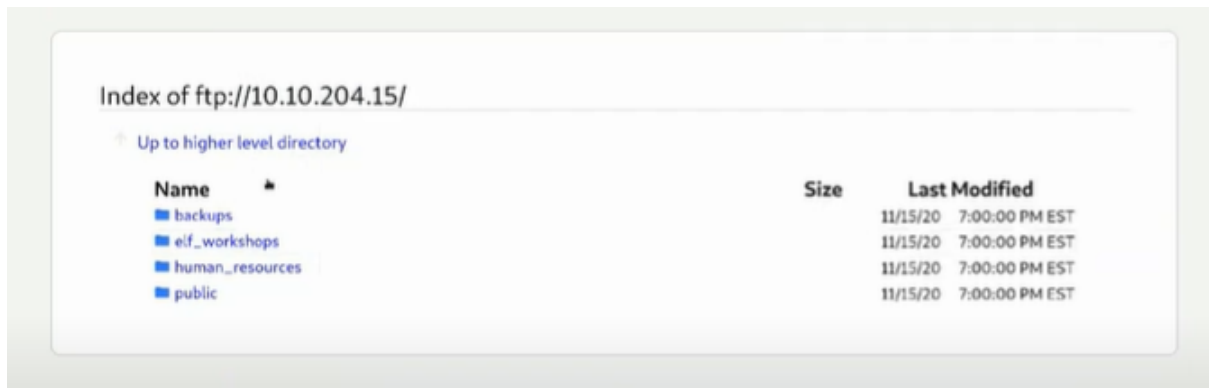 Index of ftp://10.10.204.15/
Up to higher level directory
Name Size Last Modified
backups 11/15/20 7:00:00 PM EST
elf_workshops 11/15/20 7:00:00 PM EST
human_resources 11/15/20 7:00:00 PM EST
public 11/15/20 7:00:00 PM EST